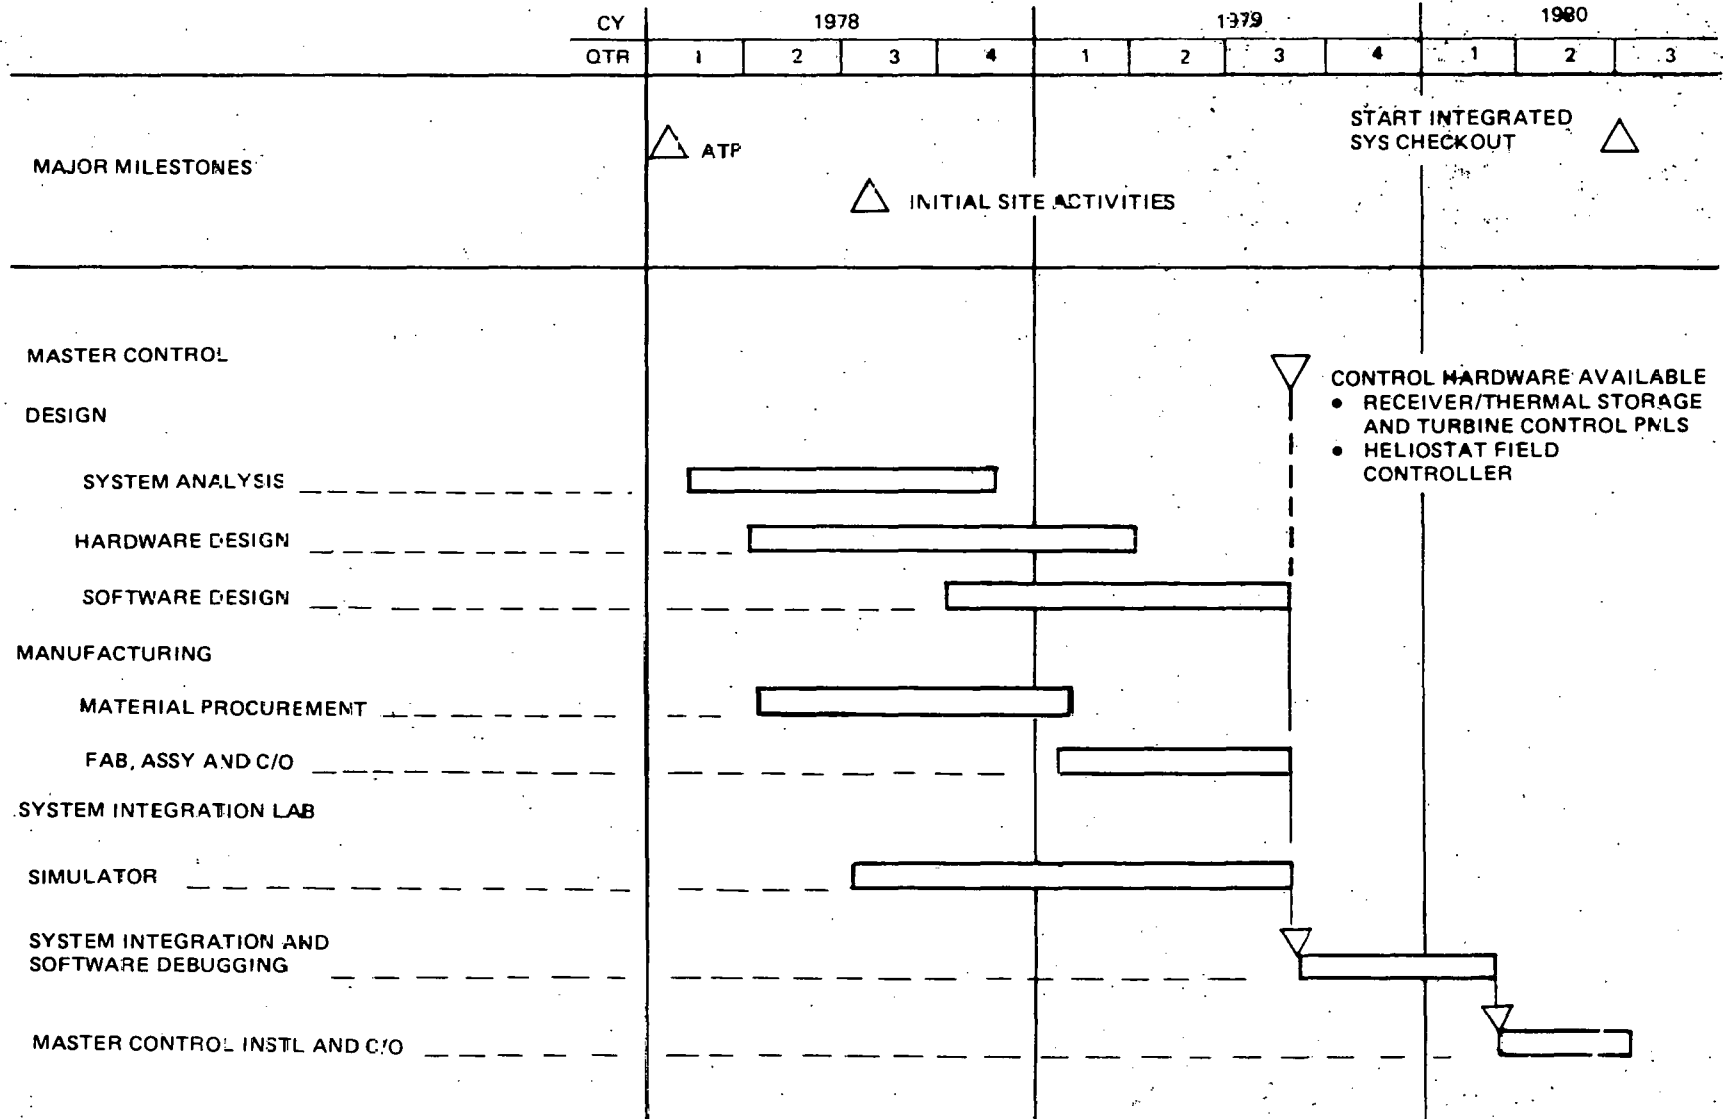 CY 1978 1979 1980
QTR 1 2 3 4 1 2 3 4 1 2 3
MAJOR MILESTONES
ATP
INITIAL SITE ACTIVITIES
START INTEGRATED
SYS CHECKOUT
MASTER CONTROL
CONTROL HARDWARE AVAILABLE
• RECEIVER/THERMAL STORAGE
AND TURBINE CONTROL PNLS
• HELIOSTAT FIELD
CONTROLLER
DESIGN
SYSTEM ANALYSIS
HARDWARE DESIGN
SOFTWARE DESIGN
MANUFACTURING
MATERIAL PROCUREMENT
FAB, ASSY AND C/O
SYSTEM INTEGRATION LAB
SIMULATOR
SYSTEM INTEGRATION AND
SOFTWARE DEBUGGING
MASTER CONTROL INSTL AND C/O